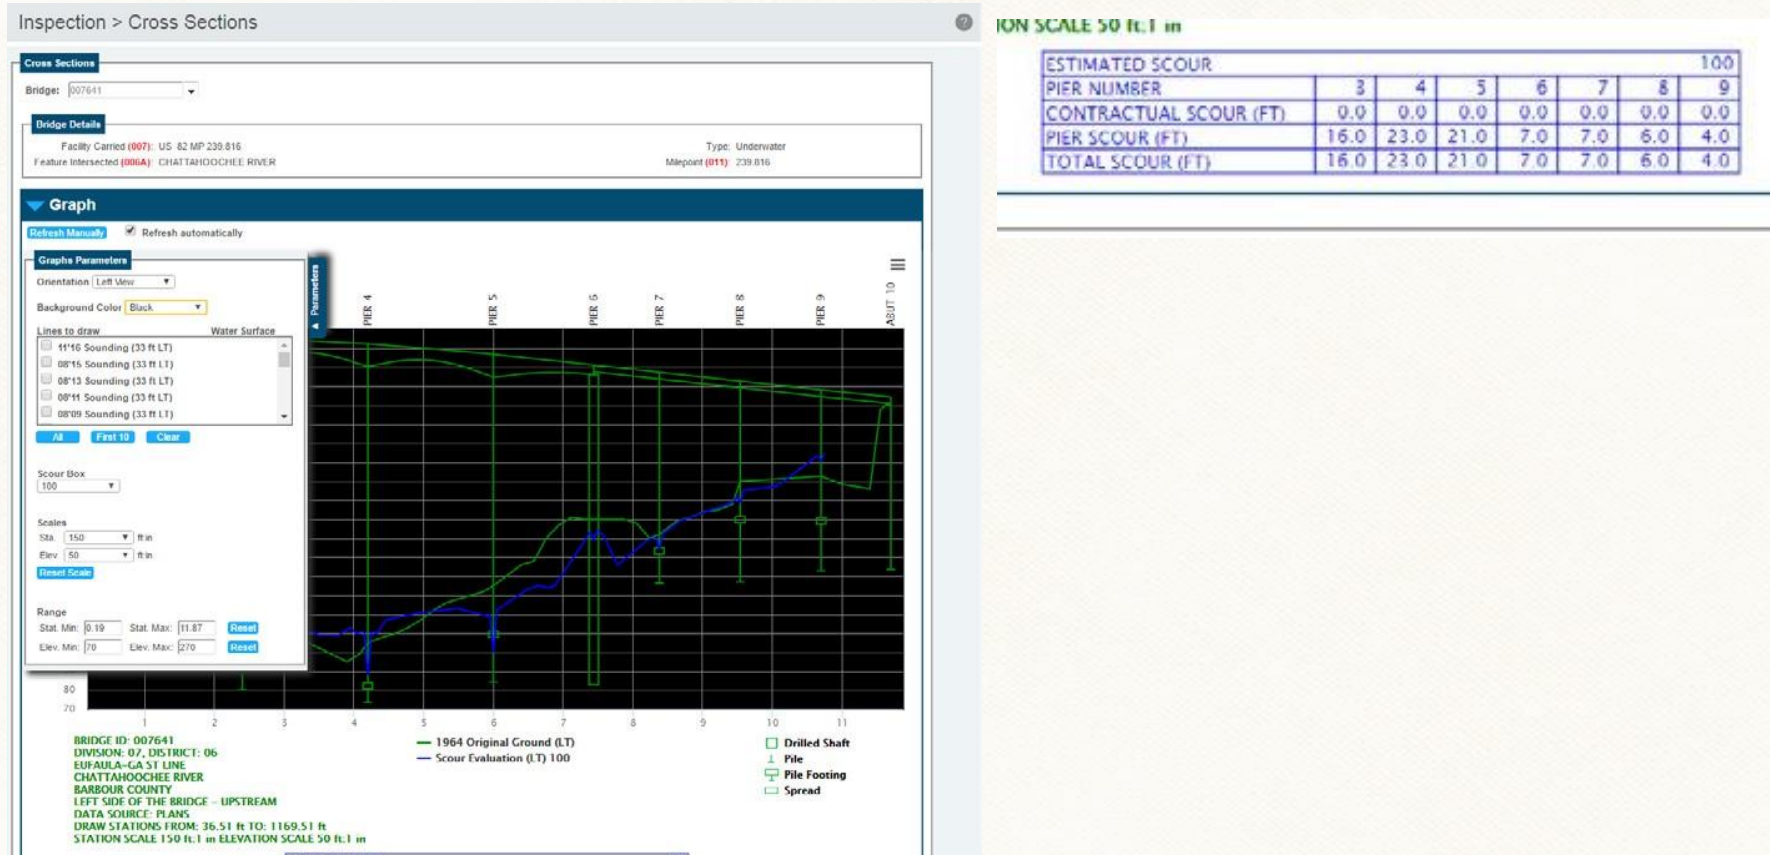 Inspection > Cross Sections
Cross Sections
Bridge: 007641
Bridge Details
Facility Carried (007): US 82 MP 239.816
Type: Underwater
Feature Intersected (006A): CHATTAHOOCHEE RIVER
Milepoint (011): 239.816
Graph
Refresh Manually Refresh automatically
Graphs Parameters
Orientation Left View
Background Color Black
Lines to draw Water Surface
11'16 Sounding (33 ft LT)
08'15 Sounding (33 ft LT)
08'13 Sounding (33 ft LT)
08'11 Sounding (33 ft LT)
08'09 Sounding (33 ft LT)
All First 10 Clear
Scour Box
100
Scales
Sta. 150 ft:in
Elev. 50 ft:in
Reset Scale
Range
Stat. Min: 0.19 Stat. Max: 11.87 Reset
Elev. Min: 70 Elev. Max: 270 Reset
Parameters
PIER 4 PIER 5 PIER 6 PIER 7 PIER 8 PIER 9 ABUT 10
80
70
1 2 3 4 5 6 7 8 9 10 11
BRIDGE ID: 007641
DIVISION: 07, DISTRICT: 06
EUFAULA-GA ST LINE
CHATTAHOOCHEE RIVER
BARBOUR COUNTY
LEFT SIDE OF THE BRIDGE - UPSTREAM
DATA SOURCE: PLANS
DRAW STATIONS FROM: 36.51 ft TO: 1169.51 ft
STATION SCALE 150 ft:1 in ELEVATION SCALE 50 ft:1 in
1964 Original Ground (LT)
Scour Evaluation (LT) 100
Drilled Shaft
Pile
Pile Footing
Spread
ION SCALE 50 ft:1 in
ESTIMATED SCOUR 100
PIER NUMBER 3 4 5 6 7 8 9
CONTRACTUAL SCOUR (FT) 0.0 0.0 0.0 0.0 0.0 0.0 0.0
PIER SCOUR (FT) 16.0 23.0 21.0 7.0 7.0 6.0 4.0
TOTAL SCOUR (FT) 16.0 23.0 21.0 7.0 7.0 6.0 4.0